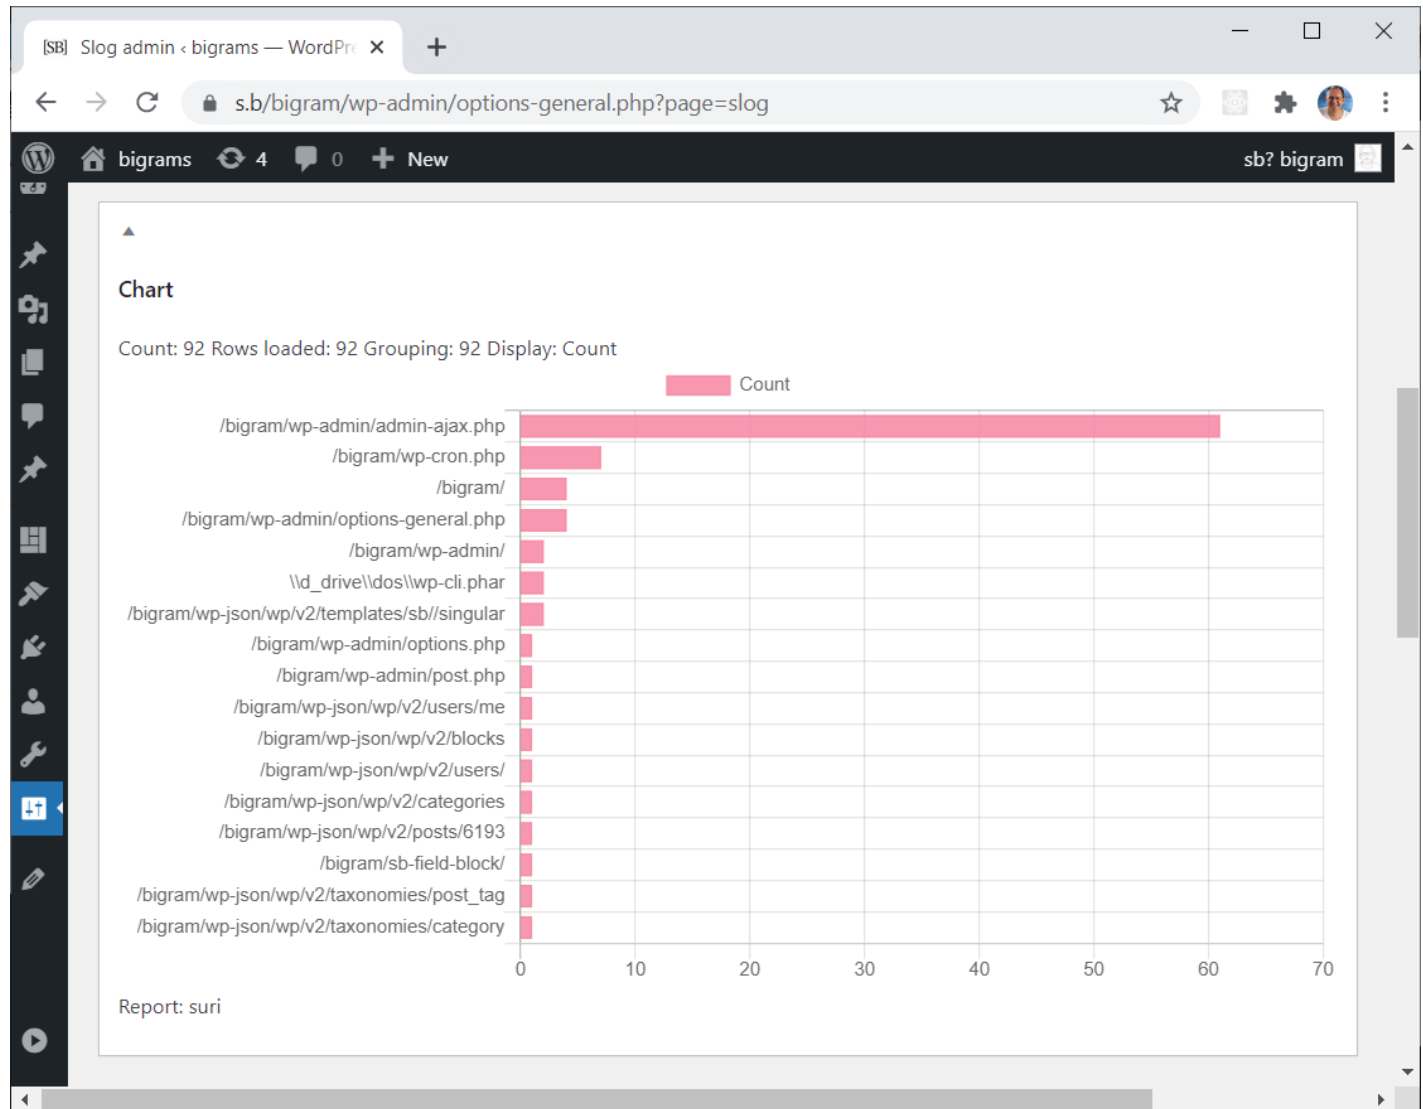 [SB] Slog admin ‹ bigrams — WordPre
s.b/bigram/wp-admin/options-general.php?page=slog
bigrams 4 0 New sb? bigram
Chart
Count: 92 Rows loaded: 92 Grouping: 92 Display: Count
Count
/bigram/wp-admin/admin-ajax.php
/bigram/wp-cron.php
/bigram/
/bigram/wp-admin/options-general.php
/bigram/wp-admin/
\\d_drive\\dos\\wp-cli.phar
/bigram/wp-json/wp/v2/templates/sb//singular
/bigram/wp-admin/options.php
/bigram/wp-admin/post.php
/bigram/wp-json/wp/v2/users/me
/bigram/wp-json/wp/v2/blocks
/bigram/wp-json/wp/v2/users/
/bigram/wp-json/wp/v2/categories
/bigram/wp-json/wp/v2/posts/6193
/bigram/sb-field-block/
/bigram/wp-json/wp/v2/taxonomies/post_tag
/bigram/wp-json/wp/v2/taxonomies/category
0 10 20 30 40 50 60 70
Report: suri